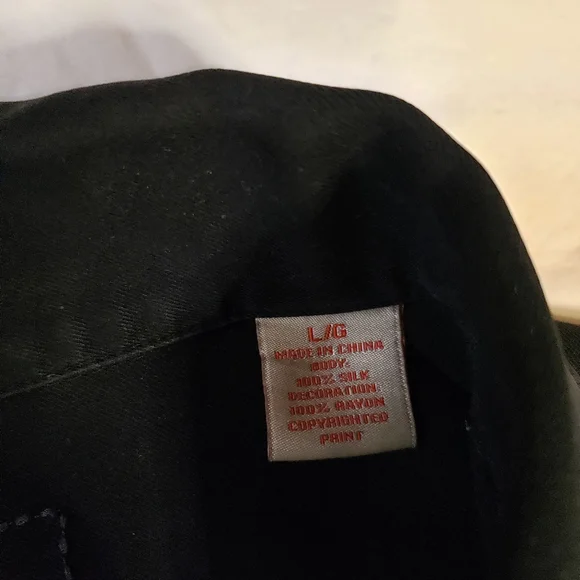 L/G
MADE IN CHINA
BODY:
100% SILK
DECORATION:
100% RAYON
COPYRIGHTED
PRINT